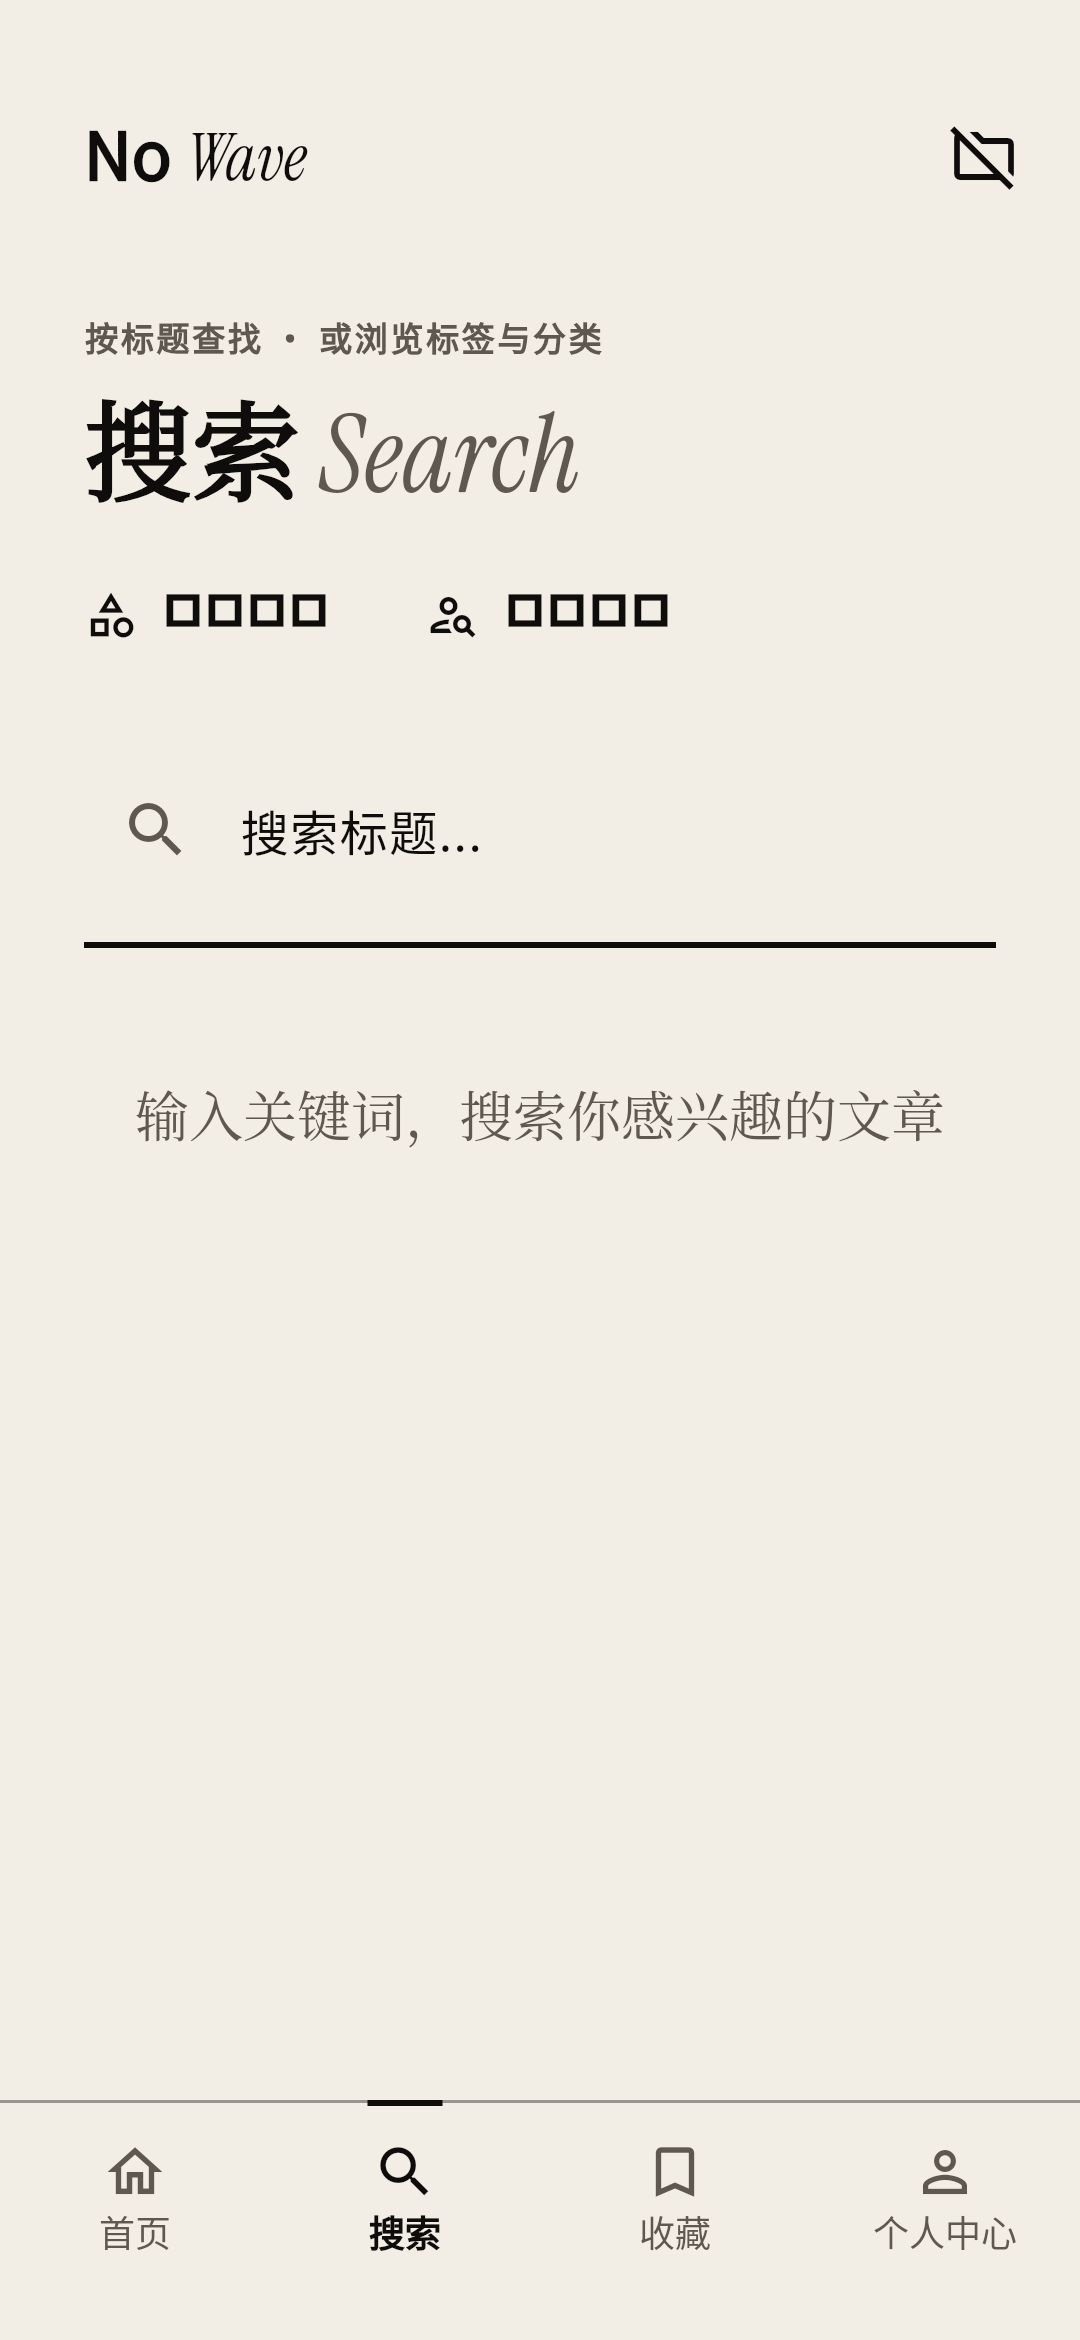 No Wave
按标题查找 · 或浏览标签与分类
搜索 Search
搜索标题...
输入关键词，搜索你感兴趣的文章
首页
搜索
收藏
个人中心